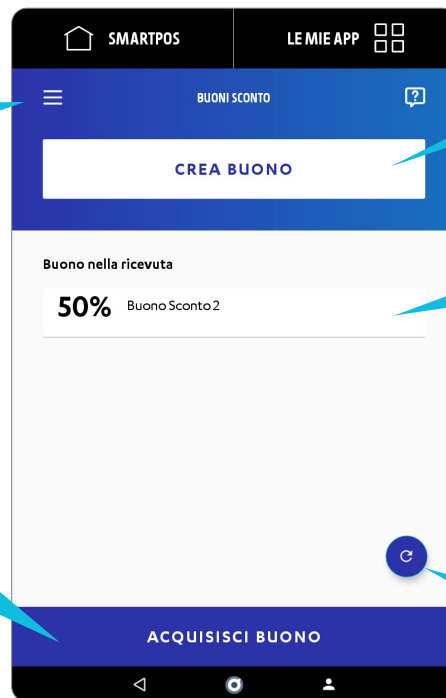 SMARTPOS
LE MIE APP
BUONI SCONTO
?
CREA BUONO
Buono nella ricevuta
50% Buono Sconto 2
ACQUISISCI BUONO